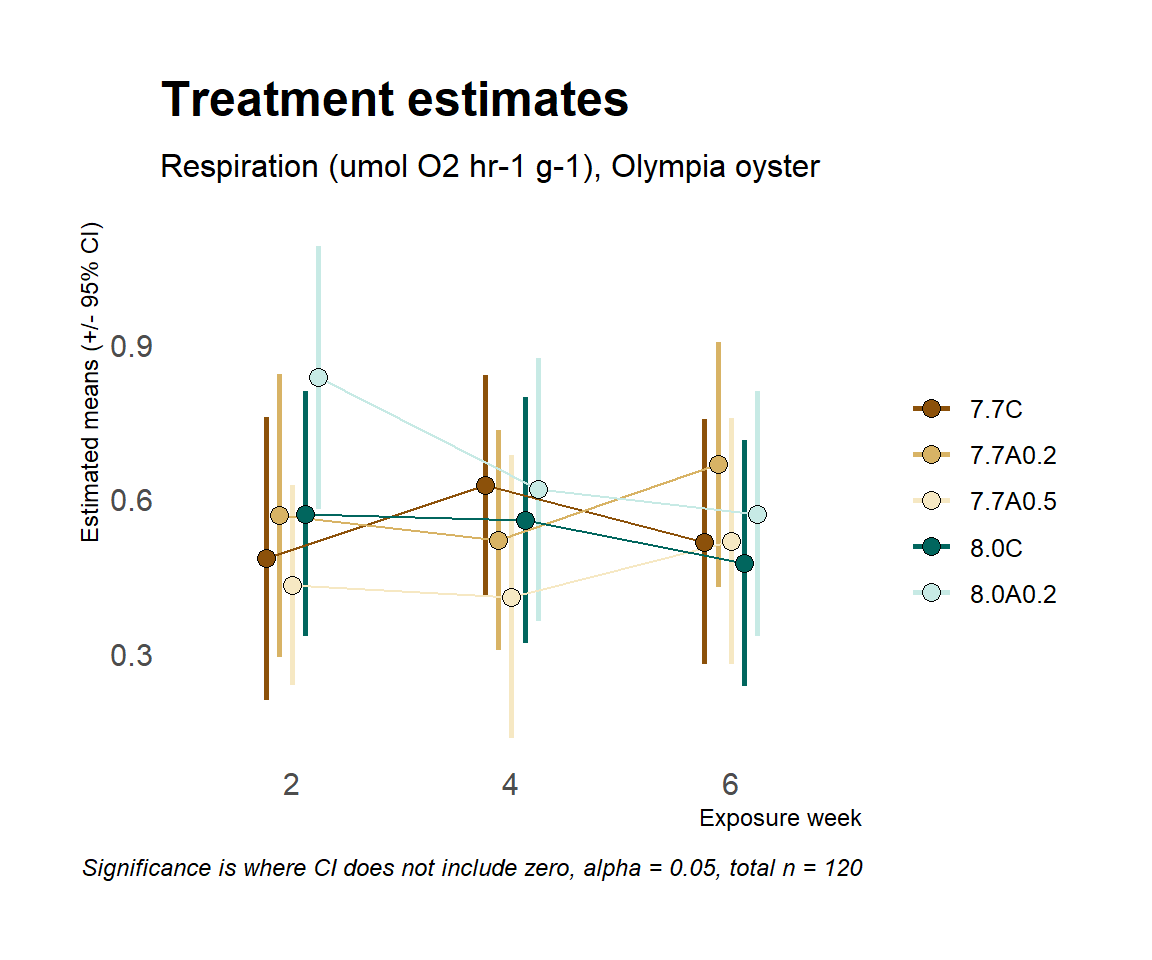 Treatment estimates
Respiration (umol O2 hr-1 g-1), Olympia oyster
Estimated means (+/- 95% CI)
0.9
0.6
0.3
2
4
6
Exposure week
7.7C
7.7A0.2
7.7A0.5
8.0C
8.0A0.2
Significance is where CI does not include zero, alpha = 0.05, total n = 120